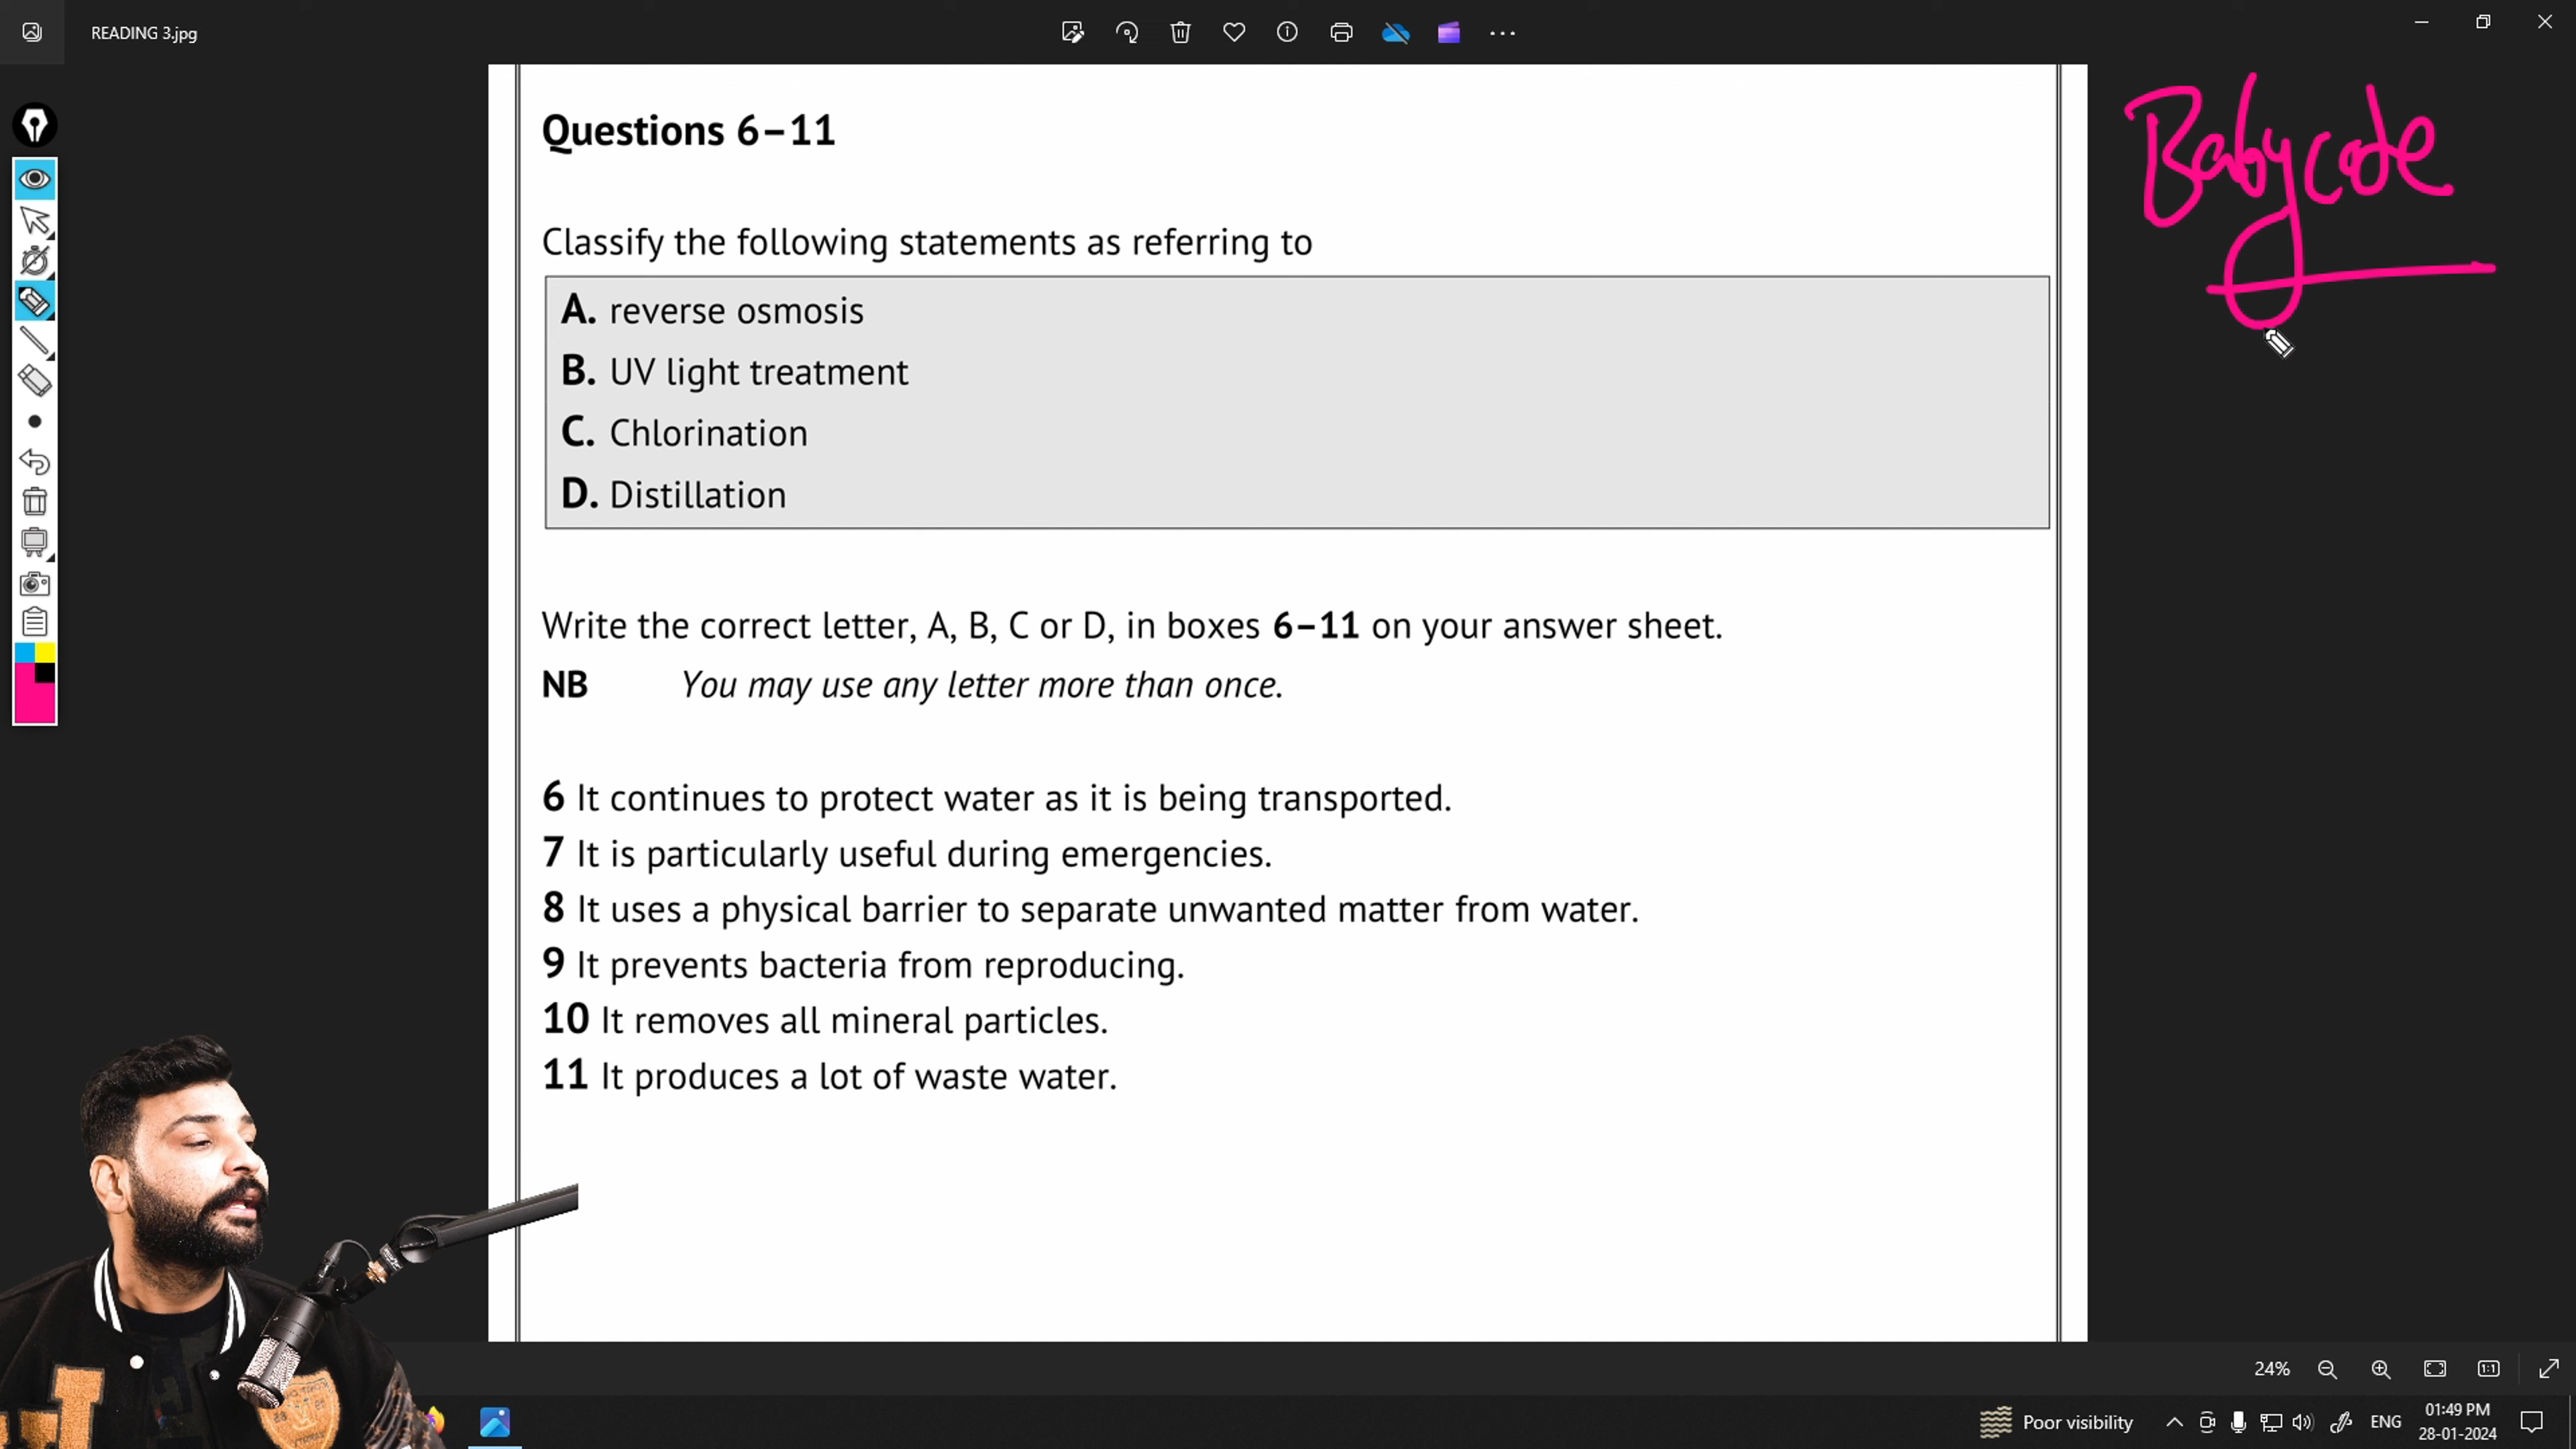 READING 3.jpg
Babycode
Questions 6–11
Classify the following statements as referring to
A. reverse osmosis
B. UV light treatment
C. Chlorination
D. Distillation
Write the correct letter, A, B, C or D, in boxes 6–11 on your answer sheet.
NB You may use any letter more than once.
6 It continues to protect water as it is being transported.
7 It is particularly useful during emergencies.
8 It uses a physical barrier to separate unwanted matter from water.
9 It prevents bacteria from reproducing.
10 It removes all mineral particles.
11 It produces a lot of waste water.
24%
1:1
Poor visibility
ENG
01:49 PM
28-01-2024